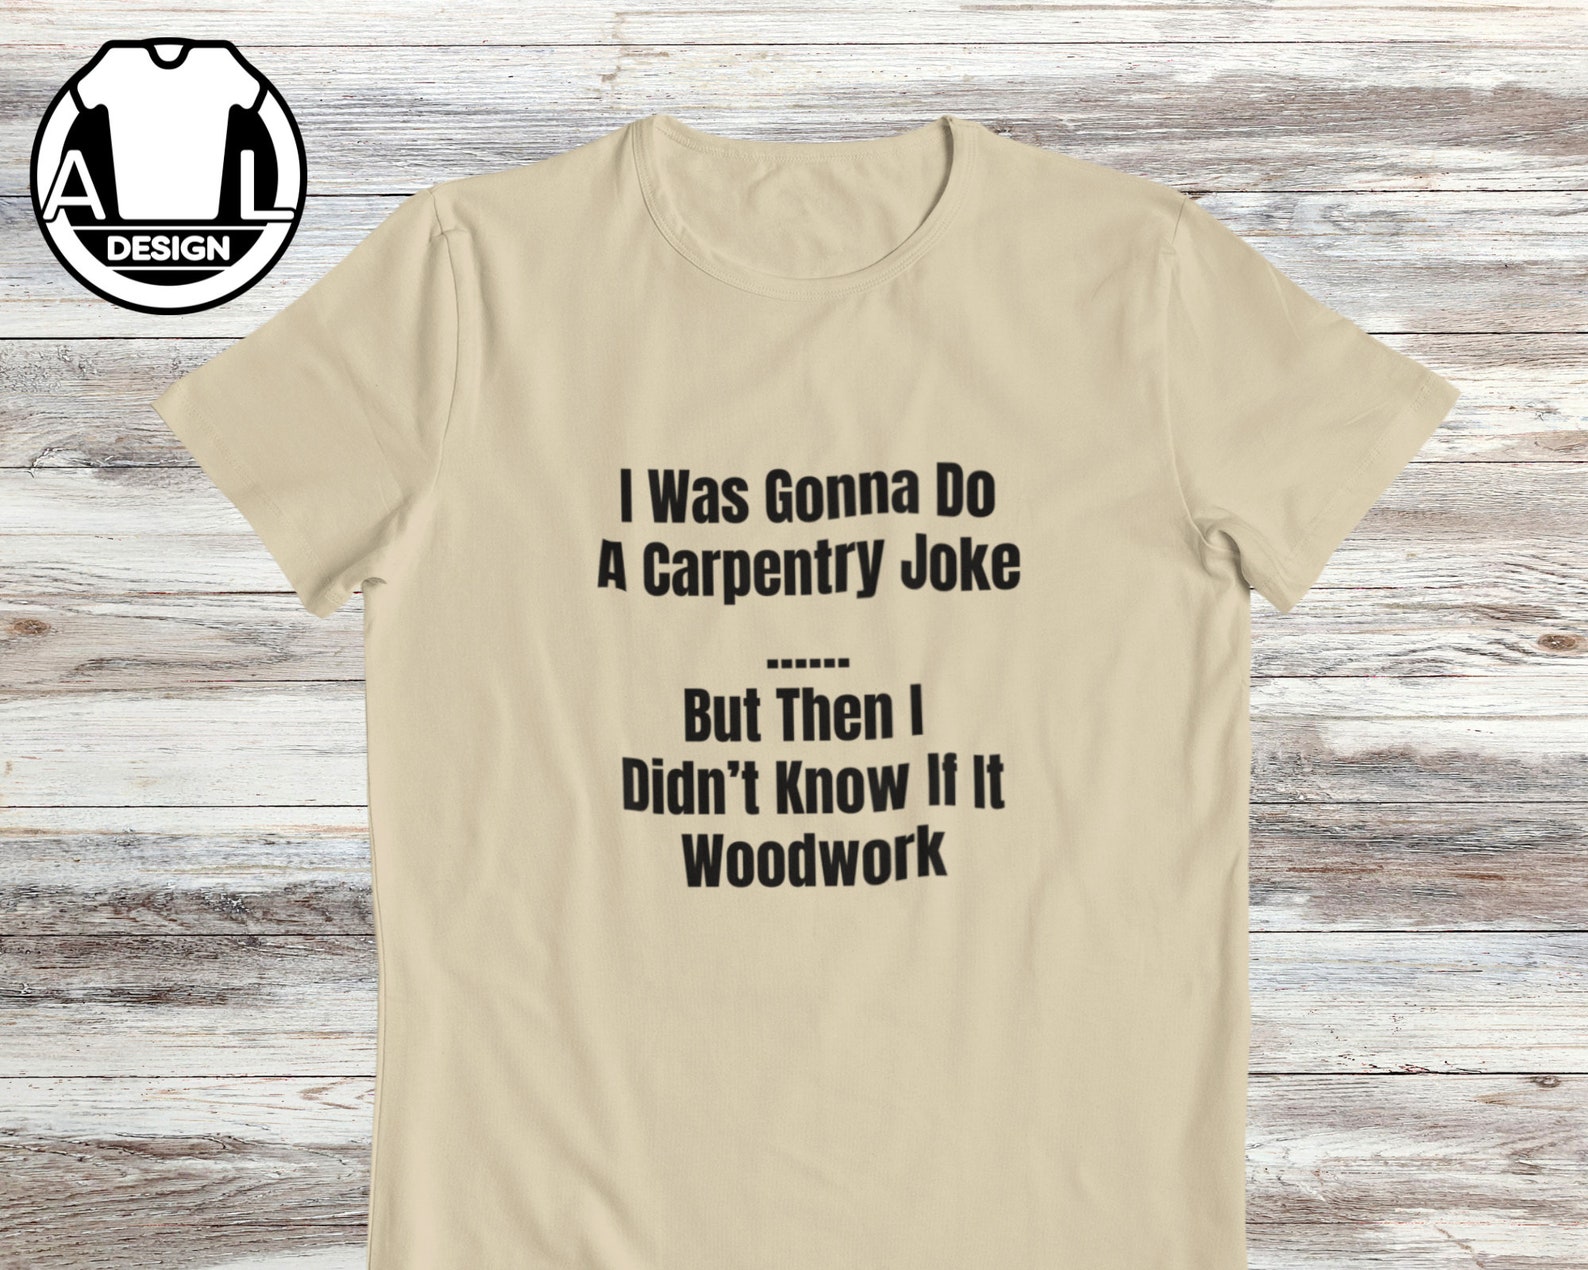 A L
DESIGN
I Was Gonna Do
A Carpentry Joke
......
But Then I
Didn't Know If It
Woodwork